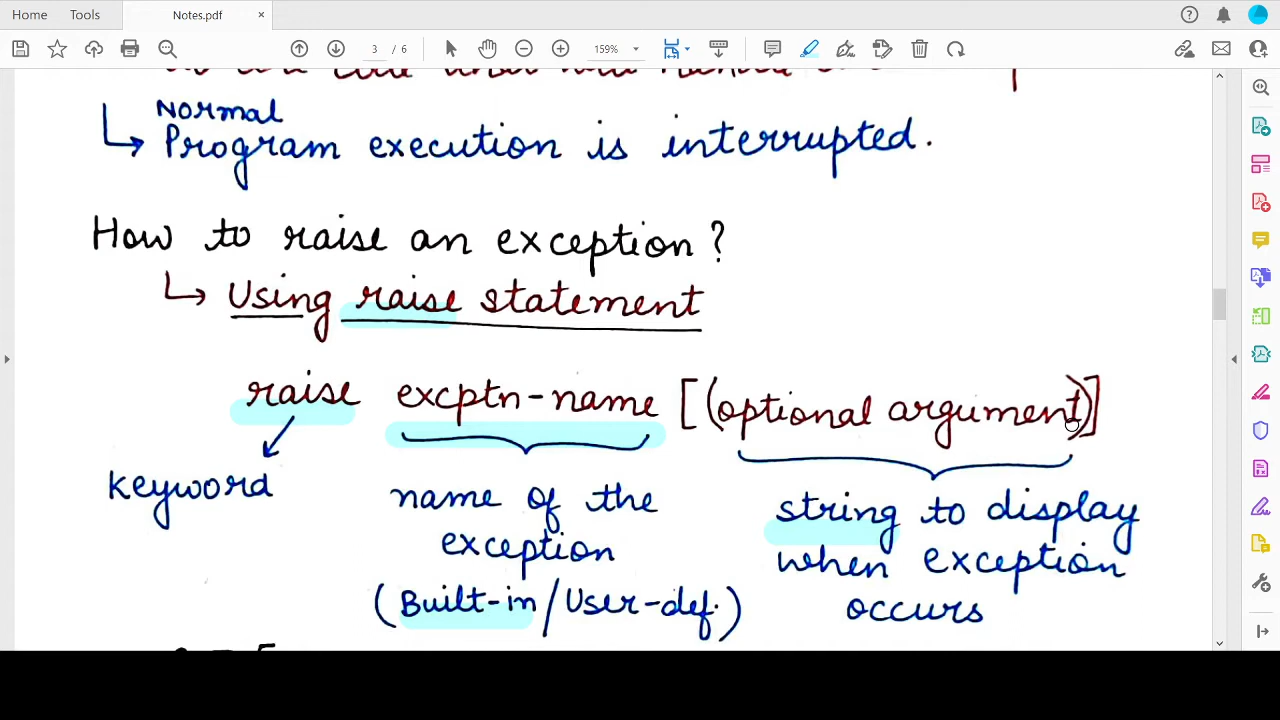 Home Tools Notes.pdf ×
3 / 6 159%
Normal
Program execution is interrupted.
How to raise an exception?
Using raise statement
raise excptn-name [(optional argument)]
keyword
name of the exception
(Built-in/User-def.)
string to display
when exception
occurs